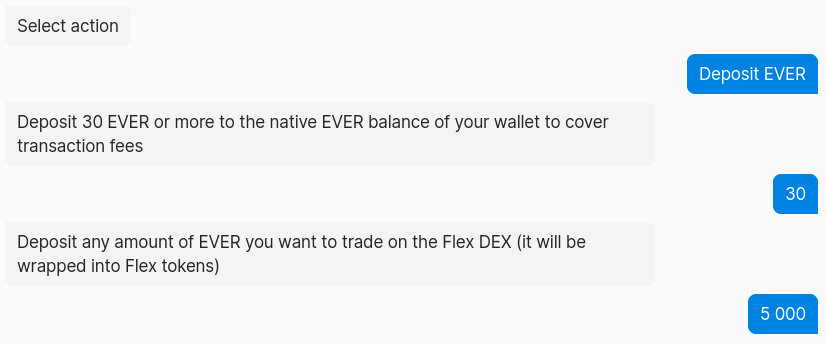 Select action
Deposit EVER
Deposit 30 EVER or more to the native EVER balance of your wallet to cover
transaction fees
30
Deposit any amount of EVER you want to trade on the Flex DEX (it will be
wrapped into Flex tokens)
5 000